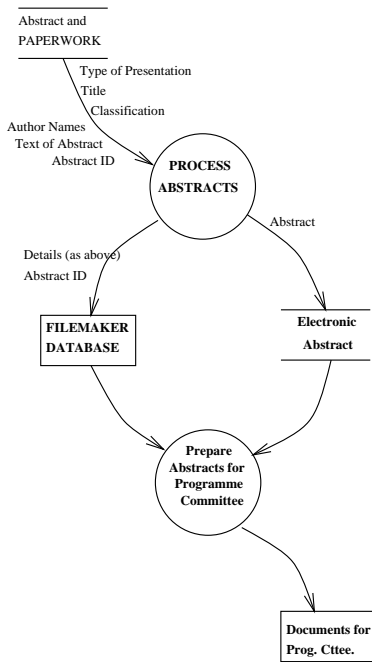 Abstract and
PAPERWORK
Type of Presentation
Title
Classification
Author Names
Text of Abstract
Abstract ID
PROCESS
ABSTRACTS
Abstract
Details (as above)
Abstract ID
FILEMAKER
DATABASE
Electronic
Abstract
Prepare
Abstracts for
Programme
Committee
Documents for
Prog. Cttee.